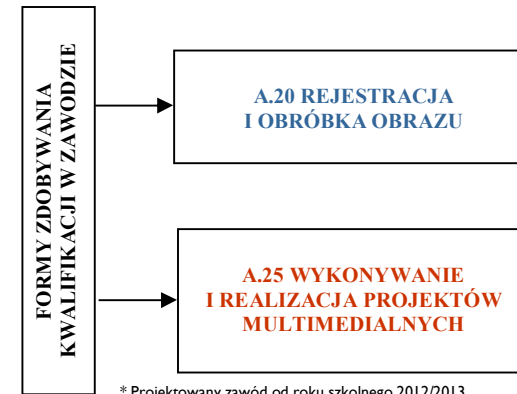 FORMY ZDOBYWANIA
KWALIFIKACJI W ZAWODZIE
A.20 REJESTRACJA
I OBRÓBKA OBRAZU
A.25 WYKONYWANIE
I REALIZACJA PROJEKTÓW
MULTIMEDIALNYCH
* Projektowany zawód od roku szkolnego 2012/2013